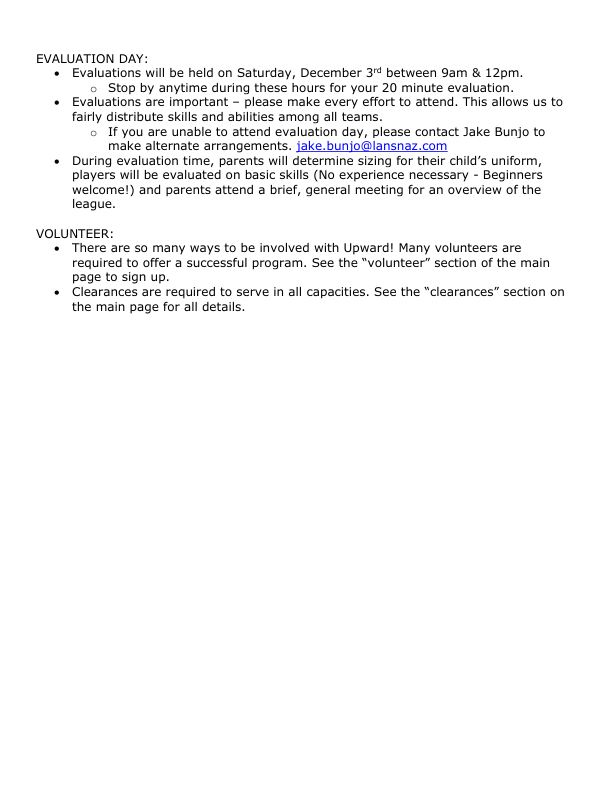 EVALUATION DAY:
• Evaluations will be held on Saturday, December 3rd between 9am & 12pm.
o Stop by anytime during these hours for your 20 minute evaluation.
• Evaluations are important – please make every effort to attend. This allows us to
fairly distribute skills and abilities among all teams.
o If you are unable to attend evaluation day, please contact Jake Bunjo to
make alternate arrangements. jake.bunjo@lansnaz.com
• During evaluation time, parents will determine sizing for their child’s uniform,
players will be evaluated on basic skills (No experience necessary - Beginners
welcome!) and parents attend a brief, general meeting for an overview of the
league.
VOLUNTEER:
• There are so many ways to be involved with Upward! Many volunteers are
required to offer a successful program. See the “volunteer” section of the main
page to sign up.
• Clearances are required to serve in all capacities. See the “clearances” section on
the main page for all details.